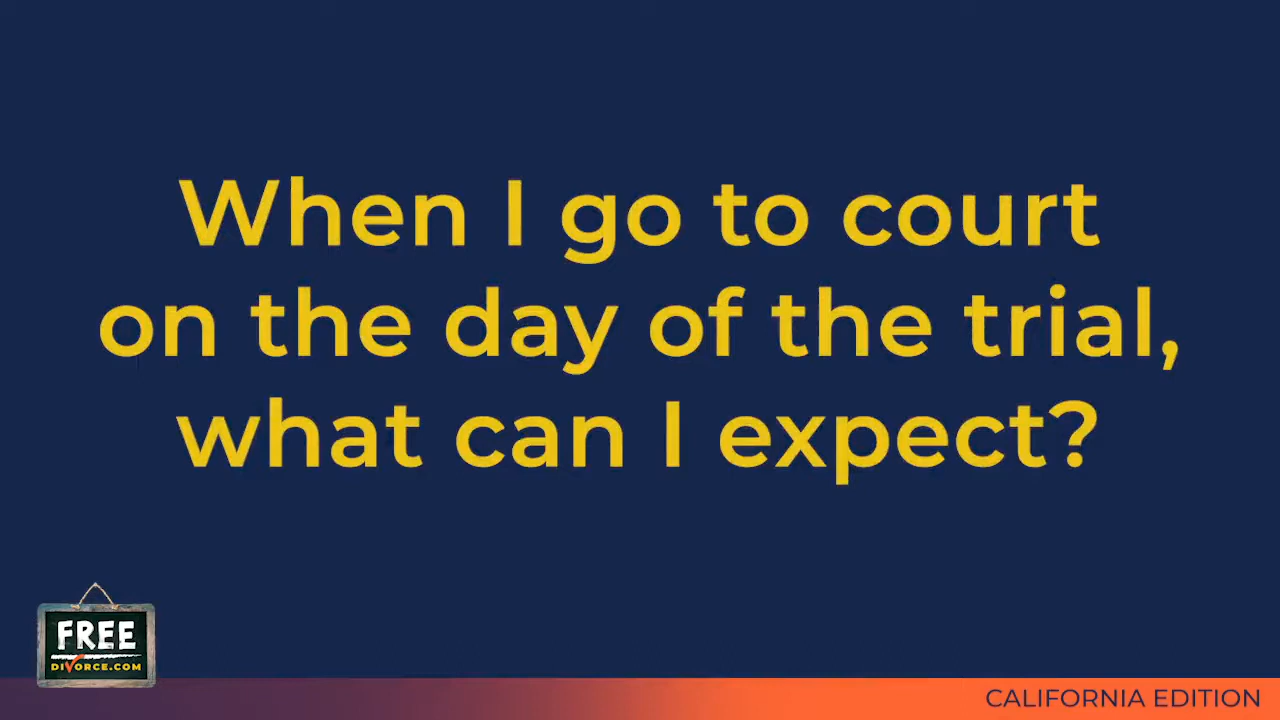 When I go to court
on the day of the trial,
what can I expect?
FREE
DIVORCE.COM
CALIFORNIA EDITION